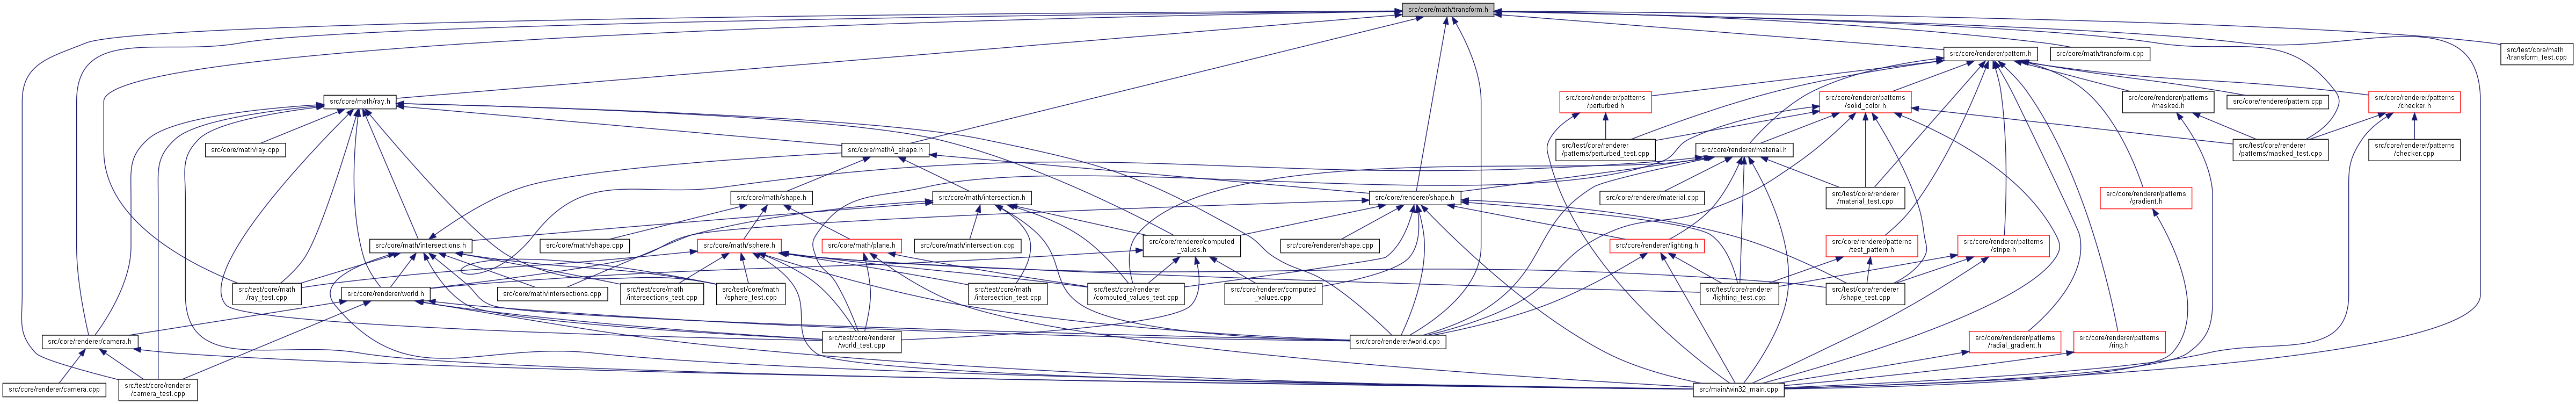 src/core/math/transform.h
src/core/renderer/pattern.h
src/core/math/transform.cpp
src/test/core/math
/transform_test.cpp
src/core/math/ray.h
src/core/renderer/patterns
/perturbed.h
src/core/renderer/patterns
/solid_color.h
src/core/renderer/patterns
/masked.h
src/core/renderer/pattern.cpp
src/core/renderer/patterns
/checker.h
src/core/math/ray.cpp
src/core/math/i_shape.h
src/test/core/renderer
/patterns/perturbed_test.cpp
src/core/renderer/material.h
src/test/core/renderer
/patterns/masked_test.cpp
src/core/renderer/patterns
/checker.cpp
src/core/math/shape.h
src/core/math/intersection.h
src/core/renderer/shape.h
src/core/renderer/material.cpp
src/test/core/renderer
/material_test.cpp
src/core/renderer/patterns
/gradient.h
src/core/math/intersections.h
src/core/math/shape.cpp
src/core/math/sphere.h
src/core/math/plane.h
src/core/math/intersection.cpp
src/core/renderer/computed
_values.h
src/core/renderer/shape.cpp
src/core/renderer/lighting.h
src/core/renderer/patterns
/test_pattern.h
src/core/renderer/patterns
/stripe.h
src/test/core/math
/ray_test.cpp
src/core/renderer/world.h
src/core/math/intersections.cpp
src/test/core/math
/intersections_test.cpp
src/test/core/math
/sphere_test.cpp
src/test/core/math
/intersection_test.cpp
src/test/core/renderer
/computed_values_test.cpp
src/core/renderer/computed
_values.cpp
src/test/core/renderer
/lighting_test.cpp
src/test/core/renderer
/shape_test.cpp
src/core/renderer/camera.h
src/test/core/renderer
/world_test.cpp
src/core/renderer/world.cpp
src/core/renderer/patterns
/radial_gradient.h
src/core/renderer/patterns
/ring.h
src/core/renderer/camera.cpp
src/test/core/renderer
/camera_test.cpp
src/main/win32_main.cpp